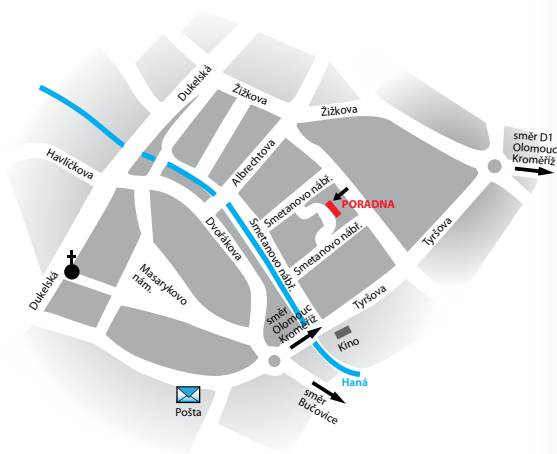 Dukelská
Žižkova
Žižkova
směr D1
Olomouc
Kroměříž
Havlíčkova
Albrechtova
Smetanovo nábř.
PORADNA
Dvořákova
Smetanovo nábř.
Smetanovo nábř.
Tyršova
Dukelská
Masarykovo
nám.
Tyršova
směr
Olomouc
Kroměříž
Kino
Haná
směr
Bučovice
Pošta